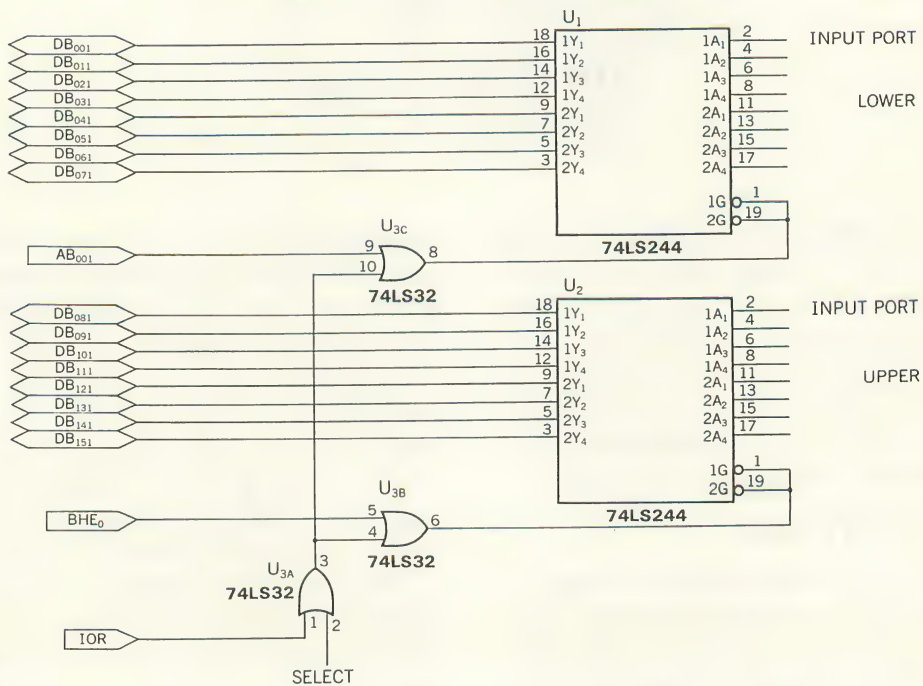 U₁
DB₀₀₁ 18 1Y₁ 1A₁ 2 INPUT PORT
DB₀₁₁ 16 1Y₂ 1A₂ 4
DB₀₂₁ 14 1Y₃ 1A₃ 6
DB₀₃₁ 12 1Y₄ 1A₄ 8 LOWER
DB₀₄₁ 9 2Y₁ 2A₁ 11
DB₀₅₁ 7 2Y₂ 2A₂ 13
DB₀₆₁ 5 2Y₃ 2A₃ 15
DB₀₇₁ 3 2Y₄ 2A₄ 17
1G 1
2G 19
74LS244
U₃C
AB₀₀₁ 9 8
10
74LS32
U₂
DB₀₈₁ 18 1Y₁ 1A₁ 2 INPUT PORT
DB₀₉₁ 16 1Y₂ 1A₂ 4
DB₁₀₁ 14 1Y₃ 1A₃ 6
DB₁₁₁ 12 1Y₄ 1A₄ 8
DB₁₂₁ 9 2Y₁ 2A₁ 11 UPPER
DB₁₃₁ 7 2Y₂ 2A₂ 13
DB₁₄₁ 5 2Y₃ 2A₃ 15
DB₁₅₁ 3 2Y₄ 2A₄ 17
1G 1
2G 19
74LS244
U₃B
BHE₀ 5 6
4
74LS32
U₃A 3
74LS32
IOR 1 2
SELECT